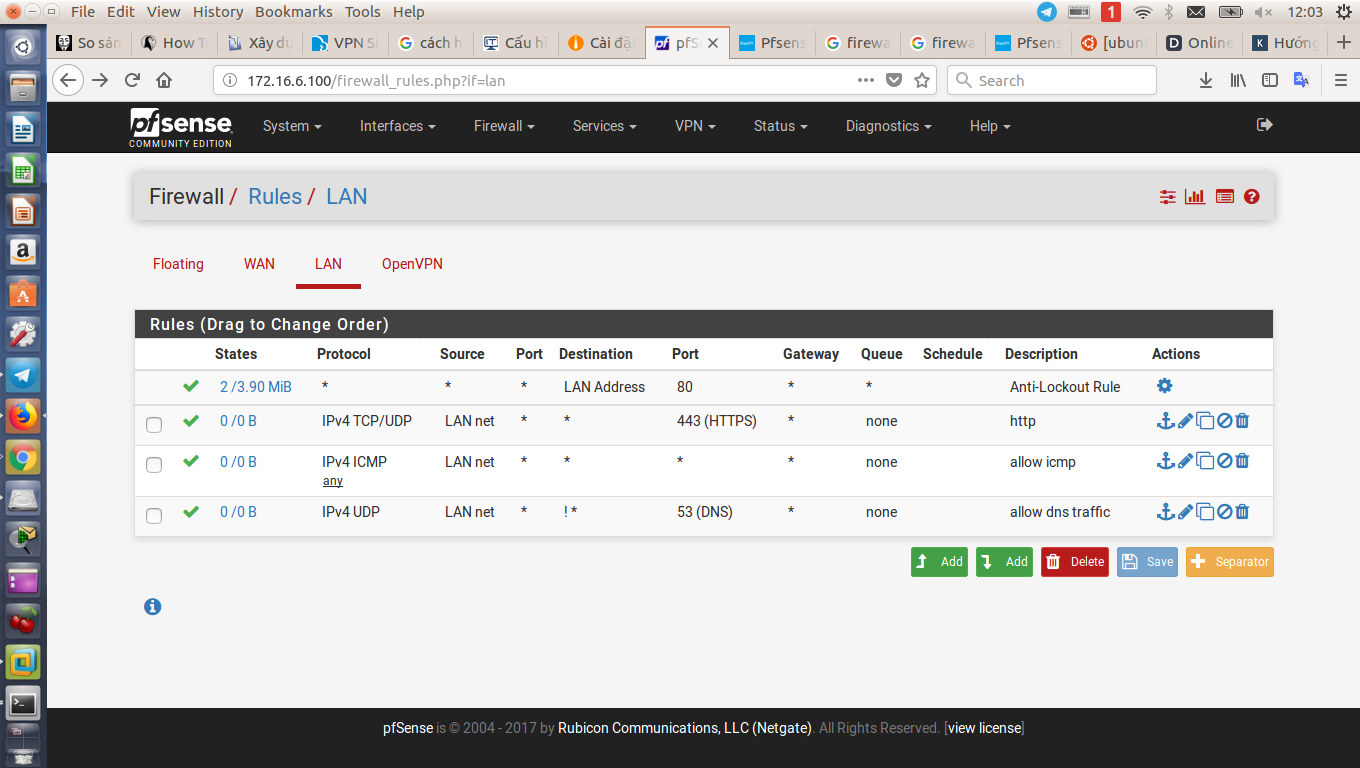 File Edit View History Bookmarks Tools Help 1 12:03
So sán How T Xây dự VPN Si cách h Cấu hì Cài đặt pfSe Pfsens firewa firewa Pfsens [ubun Online Hướng
172.16.6.100/firewall_rules.php?if=lan Search
pfsense System Interfaces Firewall Services VPN Status Diagnostics Help
COMMUNITY EDITION
Firewall / Rules / LAN
Floating WAN LAN OpenVPN
Rules (Drag to Change Order)
States Protocol Source Port Destination Port Gateway Queue Schedule Description Actions
2 /3.90 MiB * * * LAN Address 80 * * Anti-Lockout Rule
0 /0 B IPv4 TCP/UDP LAN net * * 443 (HTTPS) * none http
0 /0 B IPv4 ICMP LAN net * * * * none allow icmp
any
0 /0 B IPv4 UDP LAN net * ! * 53 (DNS) * none allow dns traffic
Add Add Delete Save Separator
pfSense is © 2004 - 2017 by Rubicon Communications, LLC (Netgate). All Rights Reserved. [view license]